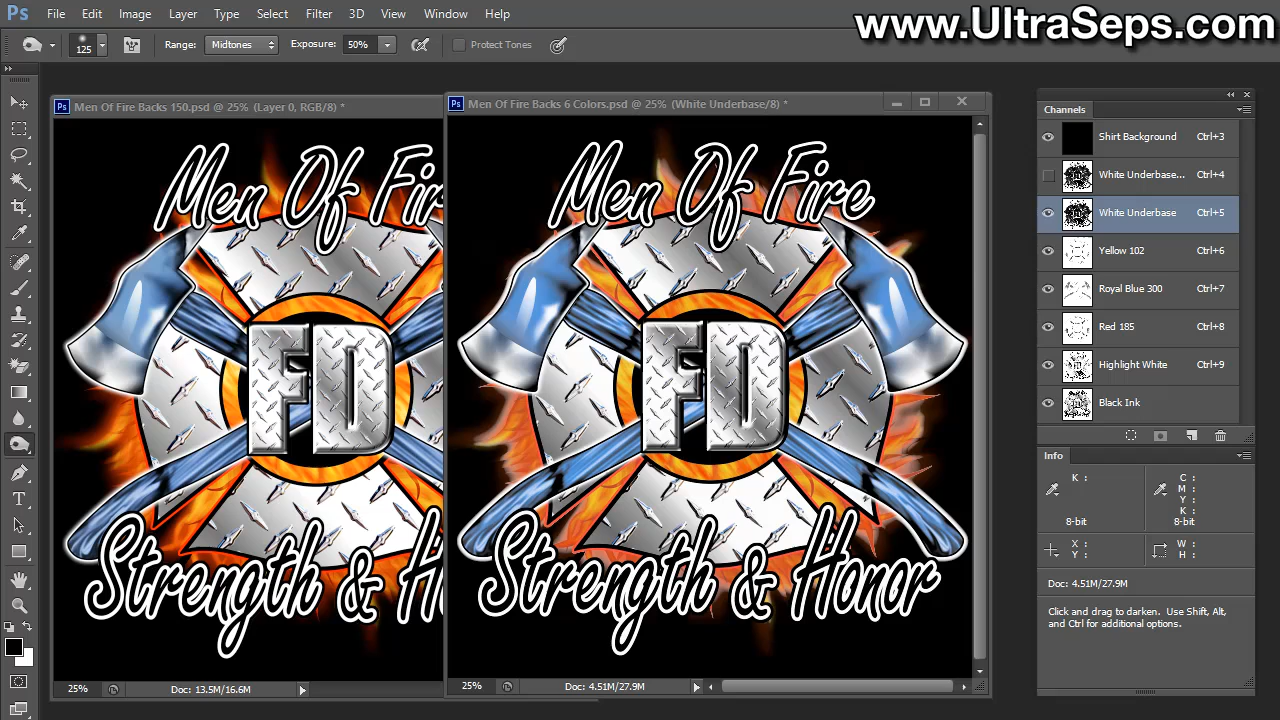 Ps File Edit Image Layer Type Select Filter 3D View Window Help
www.UltraSeps.com
125 Range: Midtones Exposure: 50% Protect Tones
Ps Men Of Fire Backs 150.psd @ 25% (Layer 0, RGB/8) *
Men Of Fir
FD
Strength & H
25% Doc: 13.5M/16.6M
Ps Men Of Fire Backs 6 Colors.psd @ 25% (White Underbase/8) *
Men Of Fire
FD
Strength & Honor
25% Doc: 4.51M/27.9M
Channels
Shirt Background Ctrl+3
White Underbase... Ctrl+4
White Underbase Ctrl+5
Yellow 102 Ctrl+6
Royal Blue 300 Ctrl+7
Red 185 Ctrl+8
Highlight White Ctrl+9
Black Ink
Info
K : C :
M :
Y :
K :
8-bit 8-bit
X : W :
Y : H :
Doc: 4.51M/27.9M
Click and drag to darken. Use Shift, Alt,
and Ctrl for additional options.